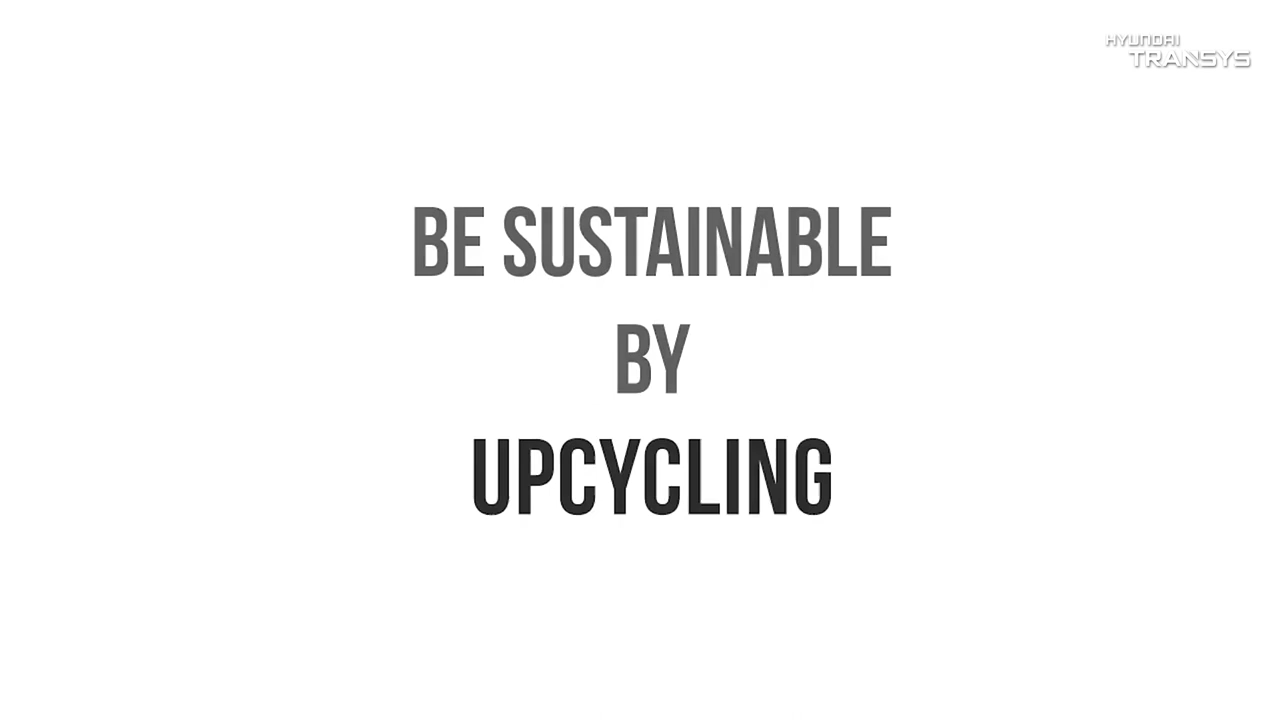 HYUNDAI
TRANSYS
BE SUSTAINABLE
BY
UPCYCLING